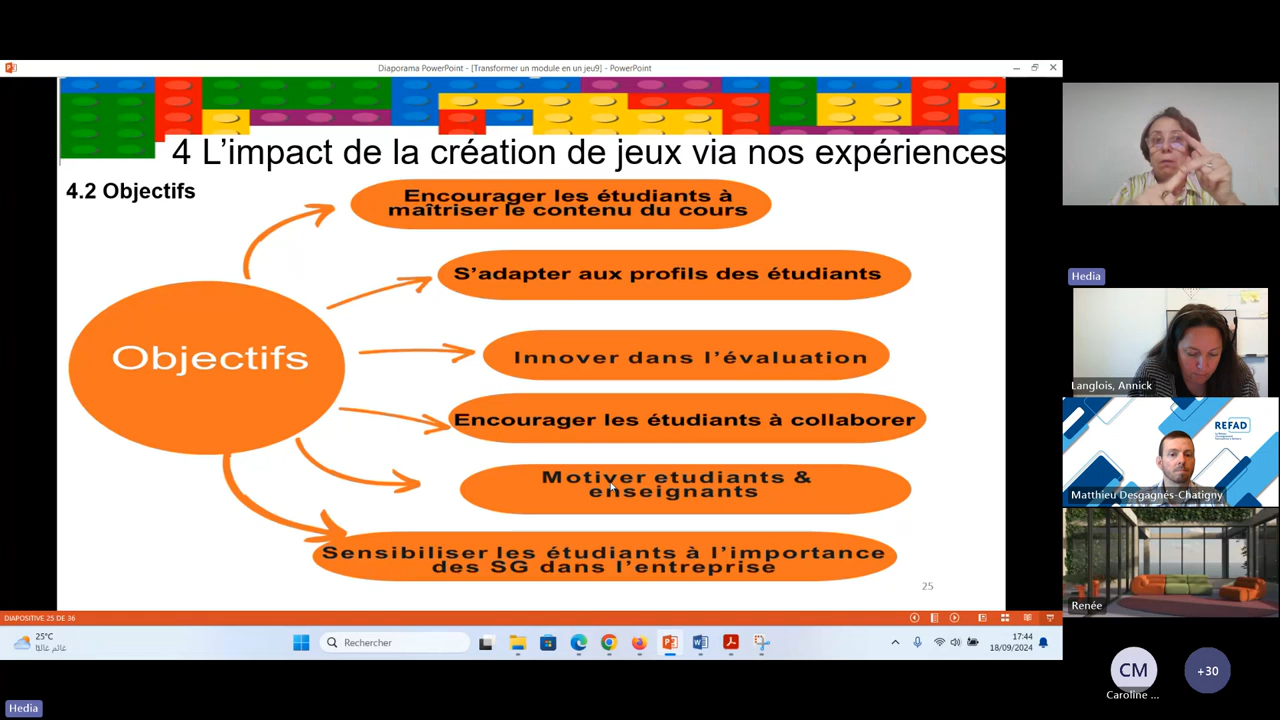 Diaporama PowerPoint - [Transformer un module en un jeu9] - PowerPoint
4 L’impact de la création de jeux via nos expériences
4.2 Objectifs
Encourager les étudiants à
maîtriser le contenu du cours
S'adapter aux profils des étudiants
Objectifs
Innover dans l’évaluation
Encourager les étudiants à collaborer
Motiver etudiants &
enseignants
Sensibiliser les étudiants à l’importance
des SG dans l’entreprise
25
DIAPOSITIVE 25 DE 36
25°C
غائم غالبًا
Rechercher
17:44
18/09/2024
Hedia
Hedia
Langlois, Annick
REFAD
Matthieu Desgagnés-Chatigny
Renée
CM
Caroline ...
+30